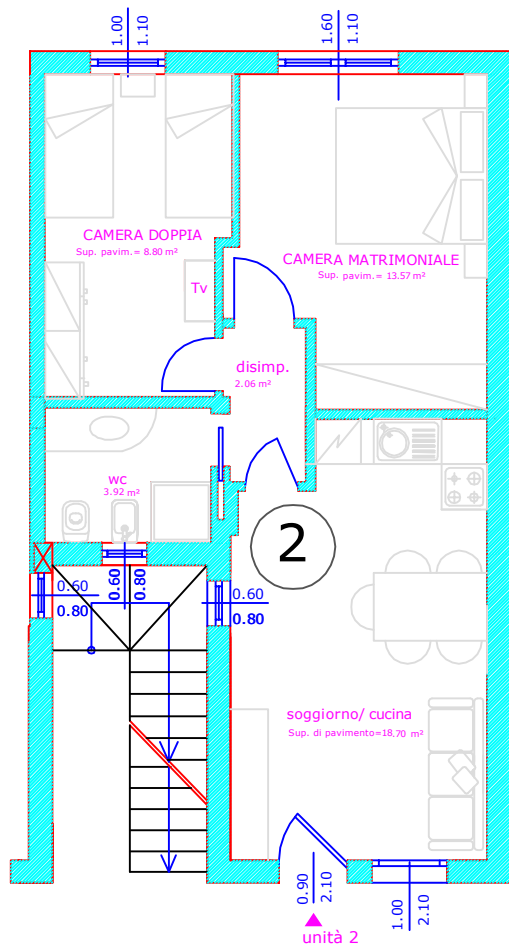 1.00
1.10
1.60
1.10
CAMERA DOPPIA
Sup. pavim.= 8.80 m²
CAMERA MATRIMONIALE
Sup. pavim.= 13.57 m²
Tv
disimp.
2.06 m²
wc
3.92 m²
2
0.60
0.80
0.60
0.80
0.60
0.80
soggiorno/ cucina
Sup. di pavimento=18.70 m²
0.90
2.10
1.00
2.10
unità 2